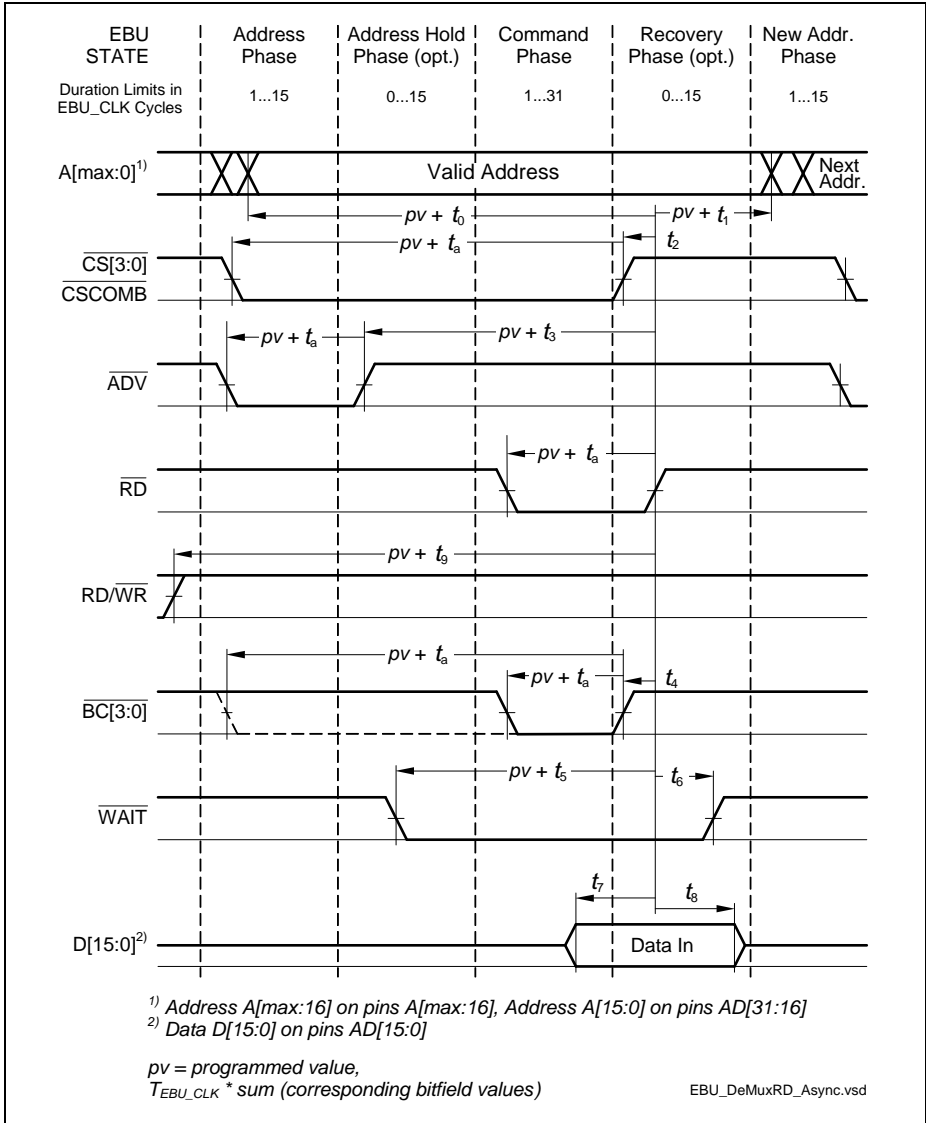 EBU STATE
Address Phase
Address Hold Phase (opt.)
Command Phase
Recovery Phase (opt.)
New Addr. Phase
Duration Limits in EBU_CLK Cycles
1...15
0...15
1...31
0...15
1...15
A[max:0]1)
Valid Address
Next Addr.
pv + t0
pv + t1
pv + ta
t2
CS[3:0]
CSCOMB
pv + ta
pv + t3
ADV
pv + ta
RD
pv + t9
RD/WR
pv + ta
pv + ta
t4
BC[3:0]
pv + t5
t6
WAIT
t7
t8
D[15:0]2)
Data In
1) Address A[max:16] on pins A[max:16], Address A[15:0] on pins AD[31:16]
2) Data D[15:0] on pins AD[15:0]
pv = programmed value,
TEBU_CLK * sum (corresponding bitfield values)
EBU_DeMuxRD_Async.vsd